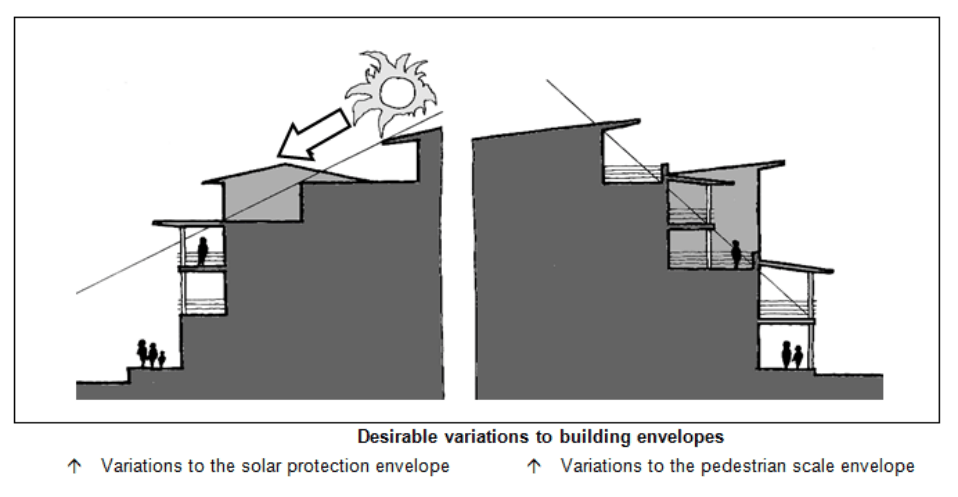 Desirable variations to building envelopes
↑ Variations to the solar protection envelope
↑ Variations to the pedestrian scale envelope